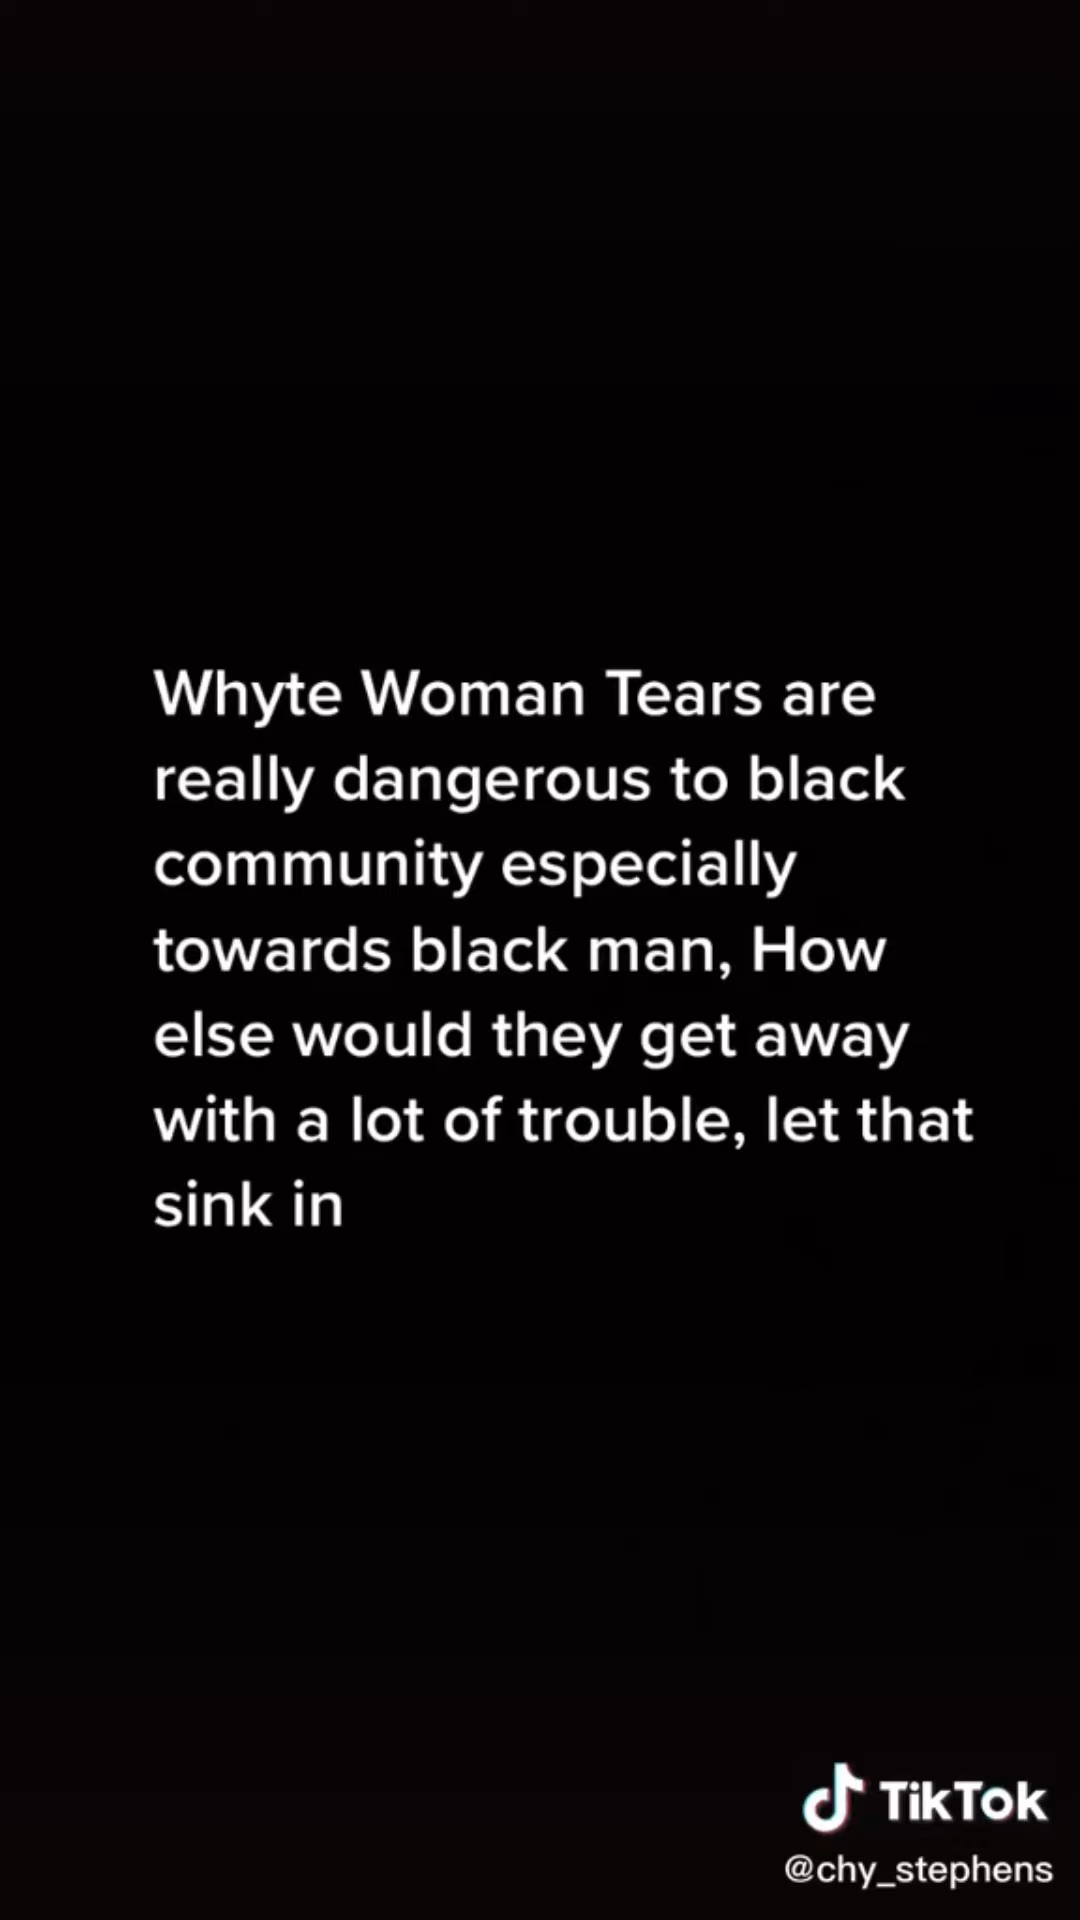 Whyte Woman Tears are
really dangerous to black
community especially
towards black man, How
else would they get away
with a lot of trouble, let that
sink in
TikTok
@chy_stephens